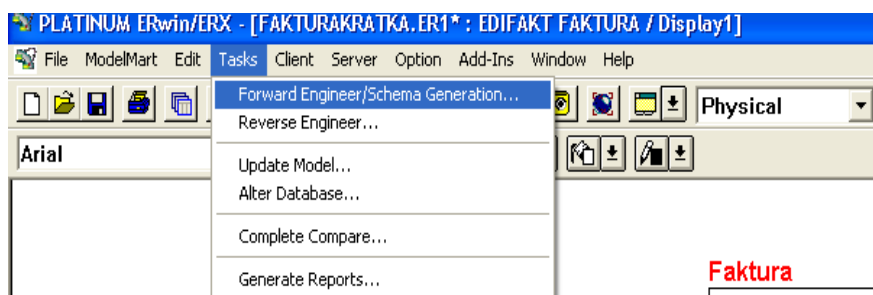 PLATINUM ERwin/ERX - [FAKTURAKRATKA.ER1* : EDIFAKT FAKTURA / Display1]
File ModelMart Edit Tasks Client Server Option Add-Ins Window Help
Forward Engineer/Schema Generation...
Physical
Reverse Engineer...
Arial
Update Model...
Alter Database...
Complete Compare...
Faktura
Generate Reports...